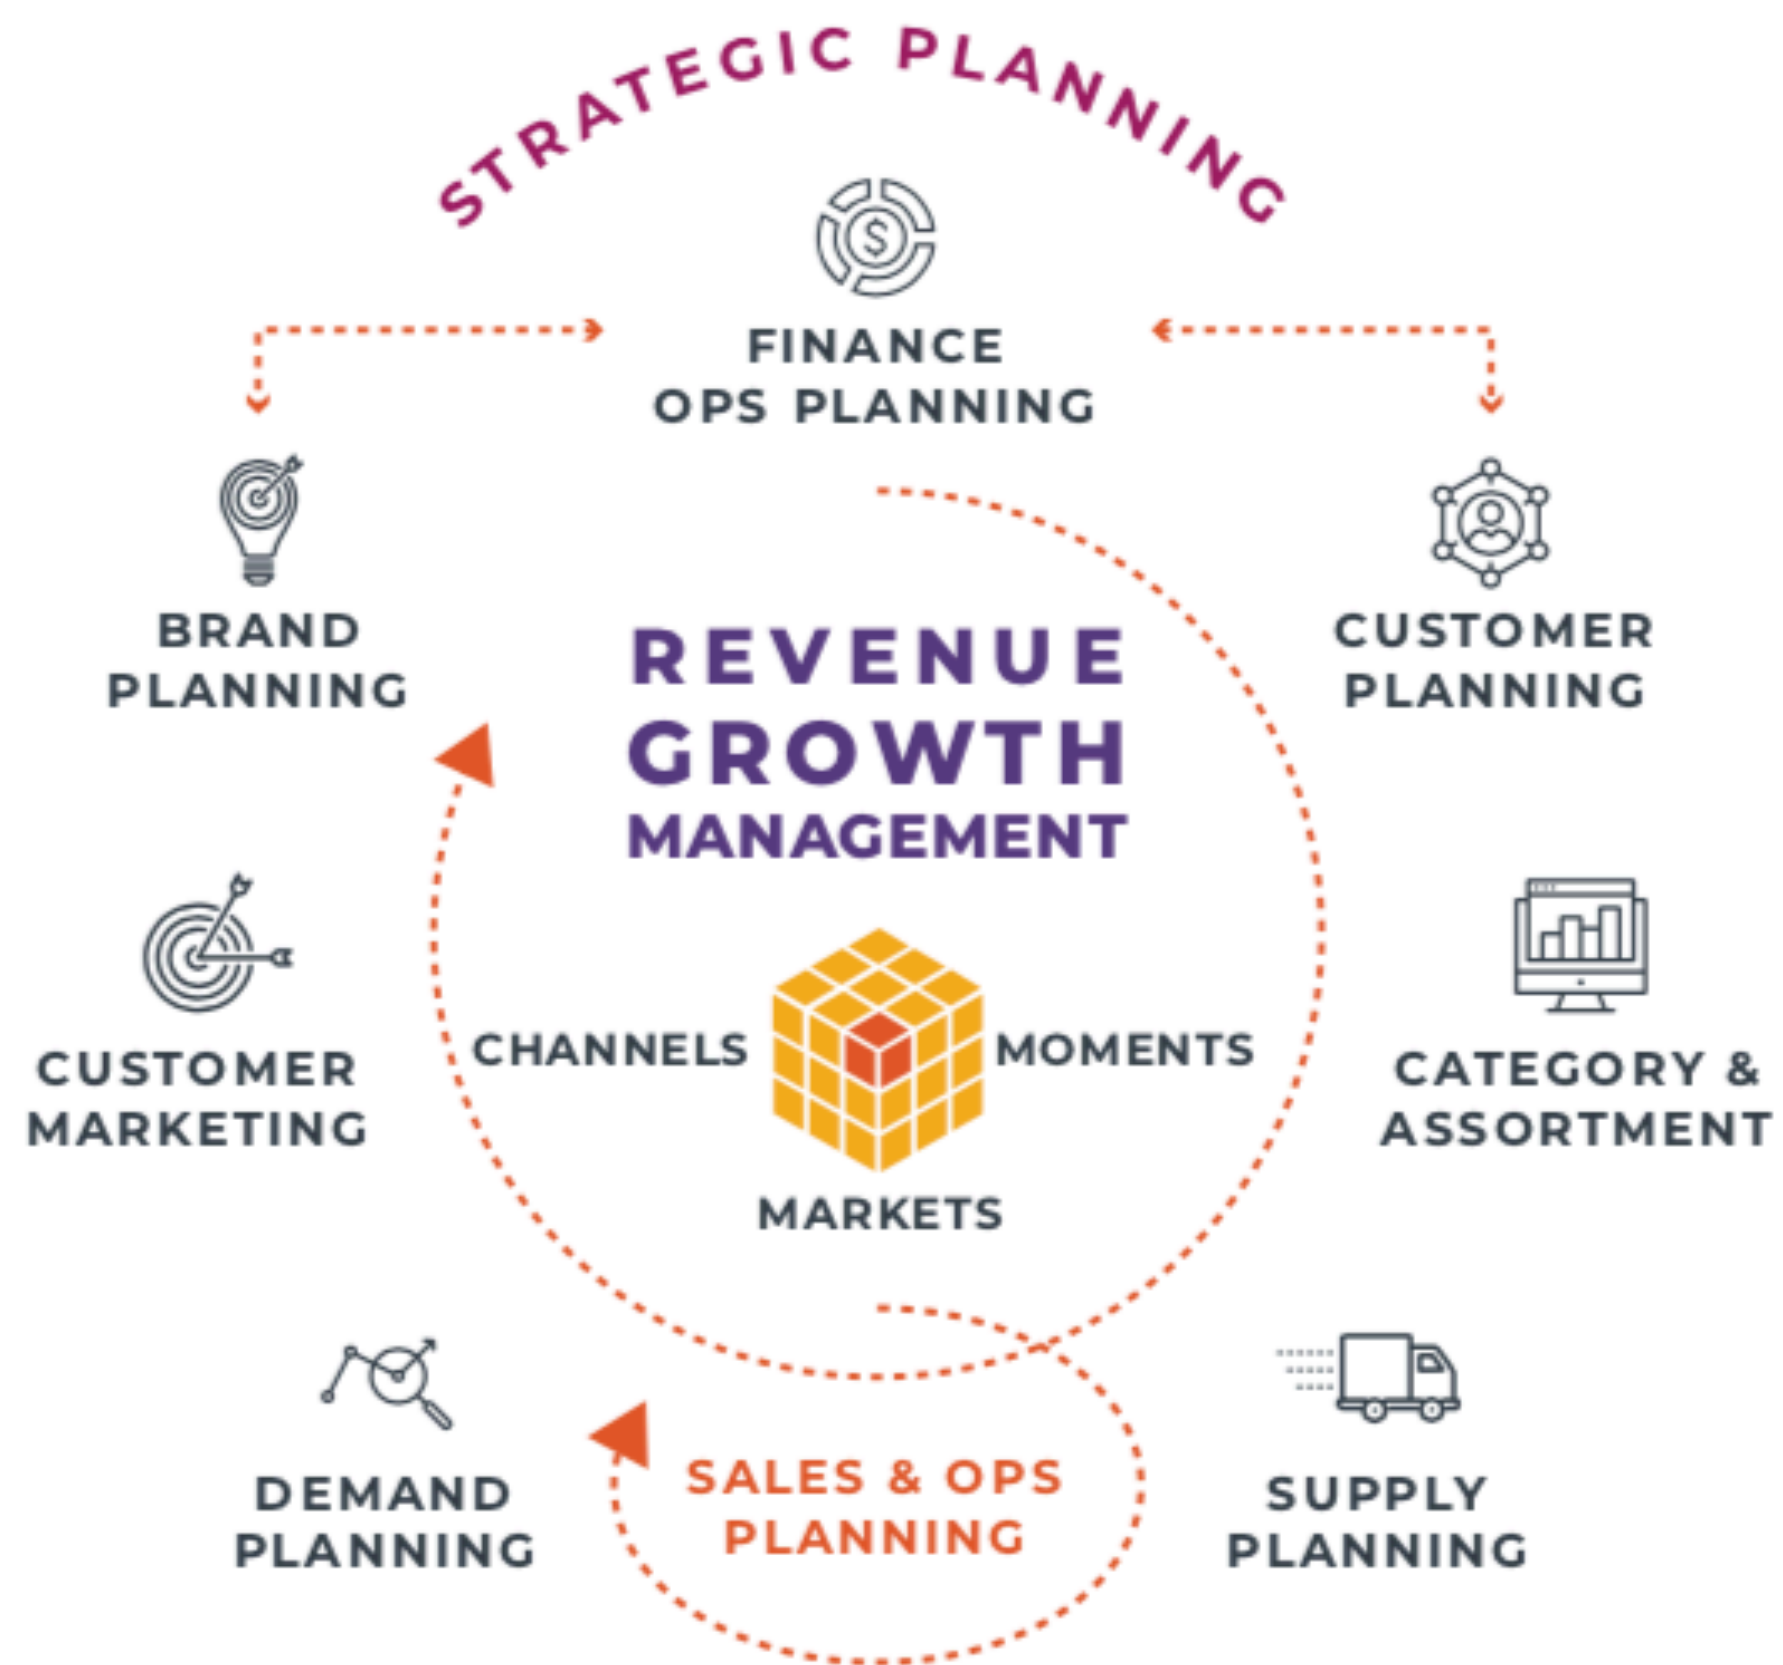 STRATEGIC PLANNING
FINANCE
OPS PLANNING
BRAND
PLANNING
CUSTOMER
PLANNING
REVENUE
GROWTH
MANAGEMENT
CUSTOMER
MARKETING
CHANNELS
MOMENTS
MARKETS
CATEGORY &
ASSORTMENT
DEMAND
PLANNING
SALES & OPS
PLANNING
SUPPLY
PLANNING